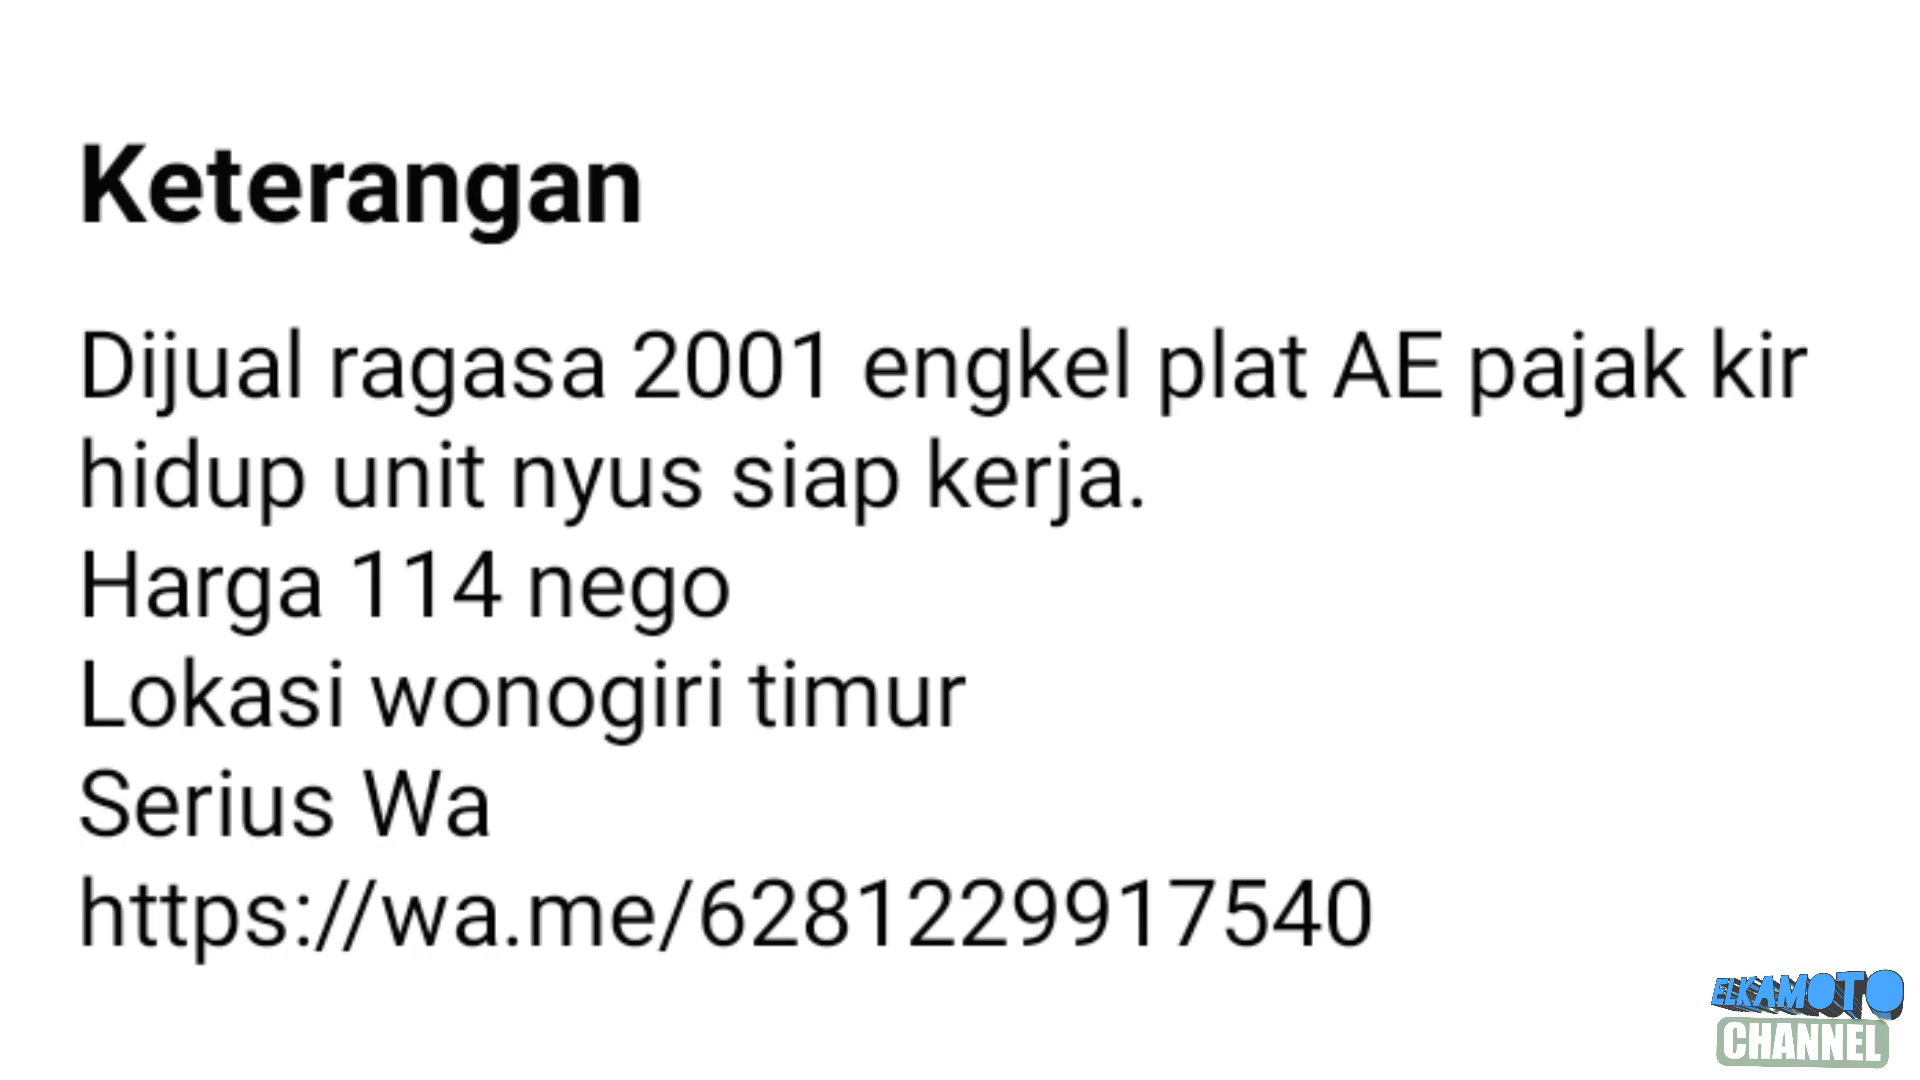 Keterangan
Dijual ragasa 2001 engkel plat AE pajak kir
hidup unit nyus siap kerja.
Harga 114 nego
Lokasi wonogiri timur
Serius Wa
https://wa.me/6281229917540
ELKAMOTO
CHANNEL